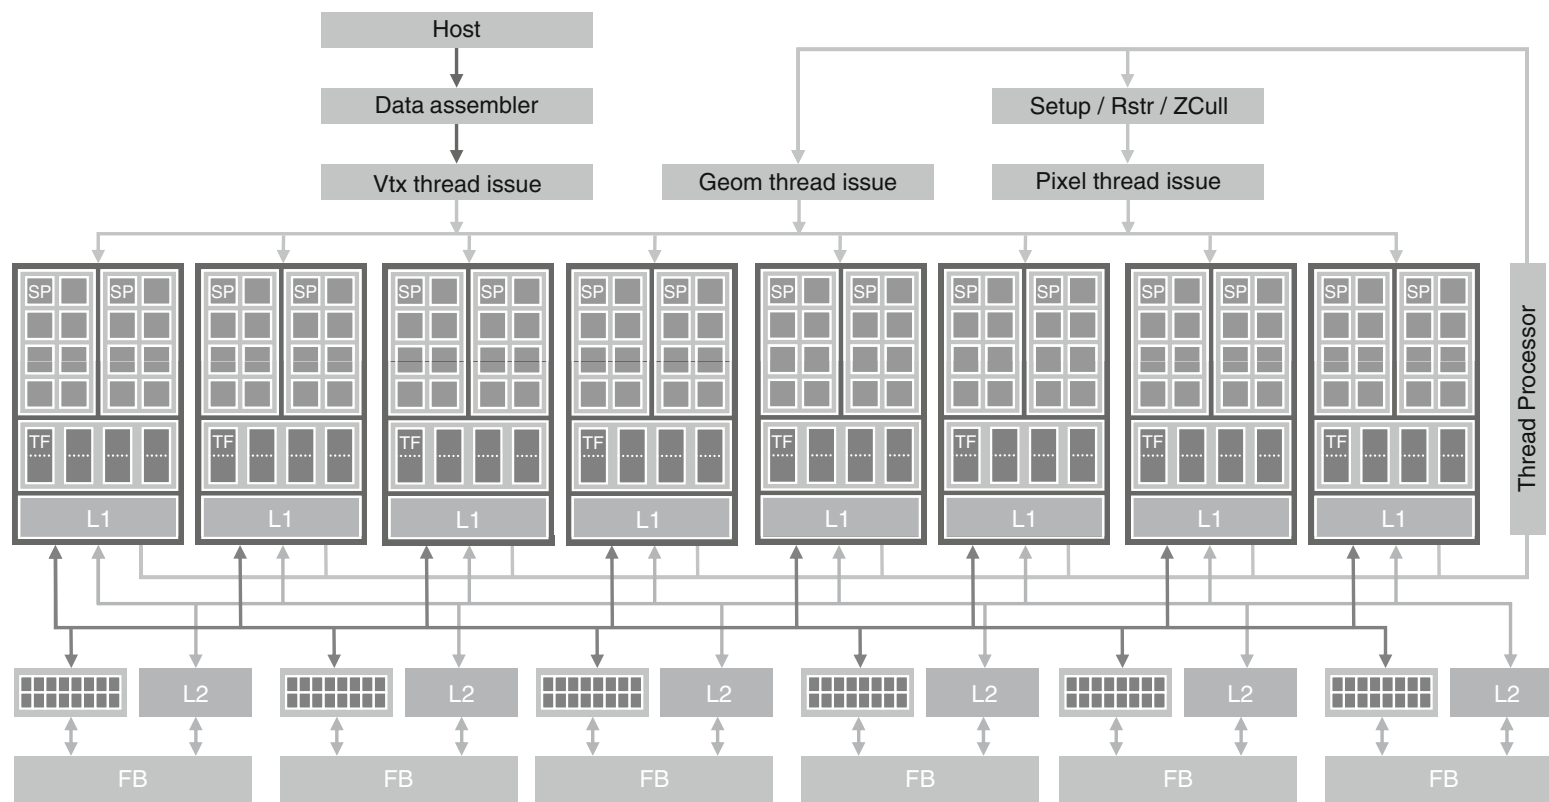 Host
Data assembler
Setup / Rstr / ZCull
Vtx thread issue
Geom thread issue
Pixel thread issue
SP SP SP SP SP SP SP SP SP SP SP SP SP SP SP SP
Thread Processor
TF TF TF TF TF TF TF TF
L1 L1 L1 L1 L1 L1 L1 L1
L2 L2 L2 L2 L2 L2
FB FB FB FB FB FB